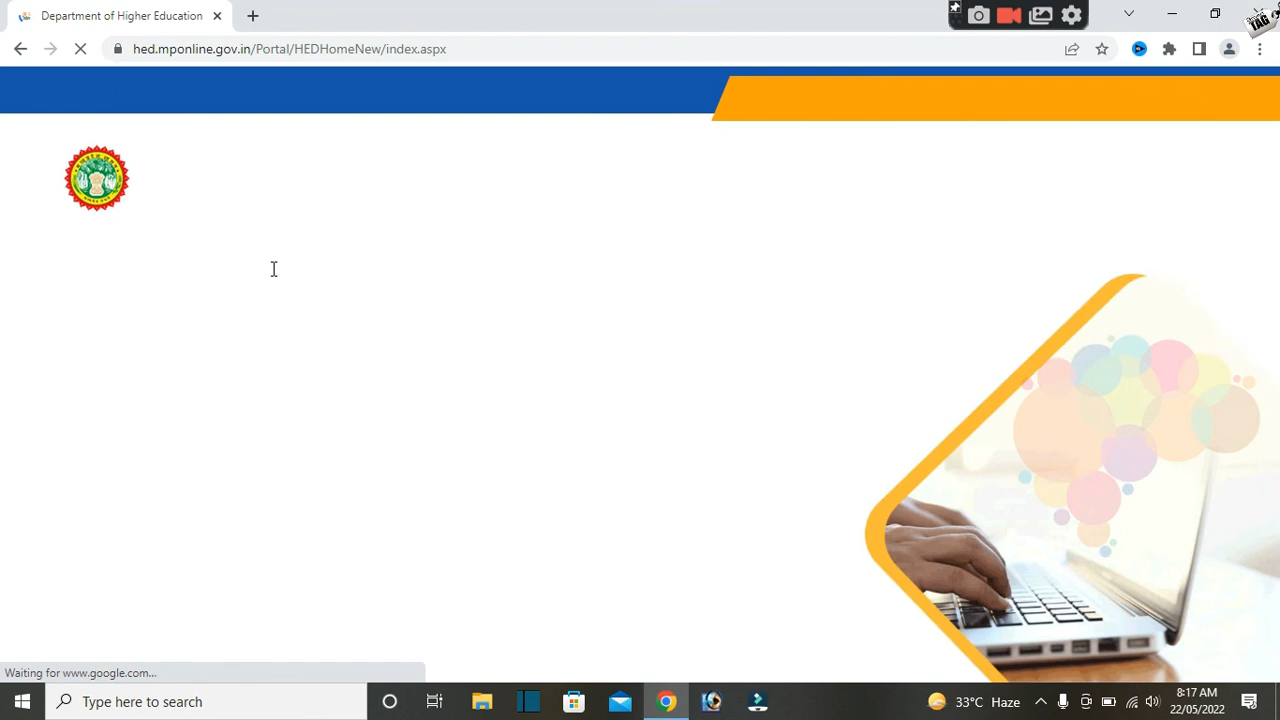 Department of Higher Education
hed.mponline.gov.in/Portal/HEDHomeNew/index.aspx
Waiting for www.google.com...
Type here to search
33°C Haze
8:17 AM
22/05/2022